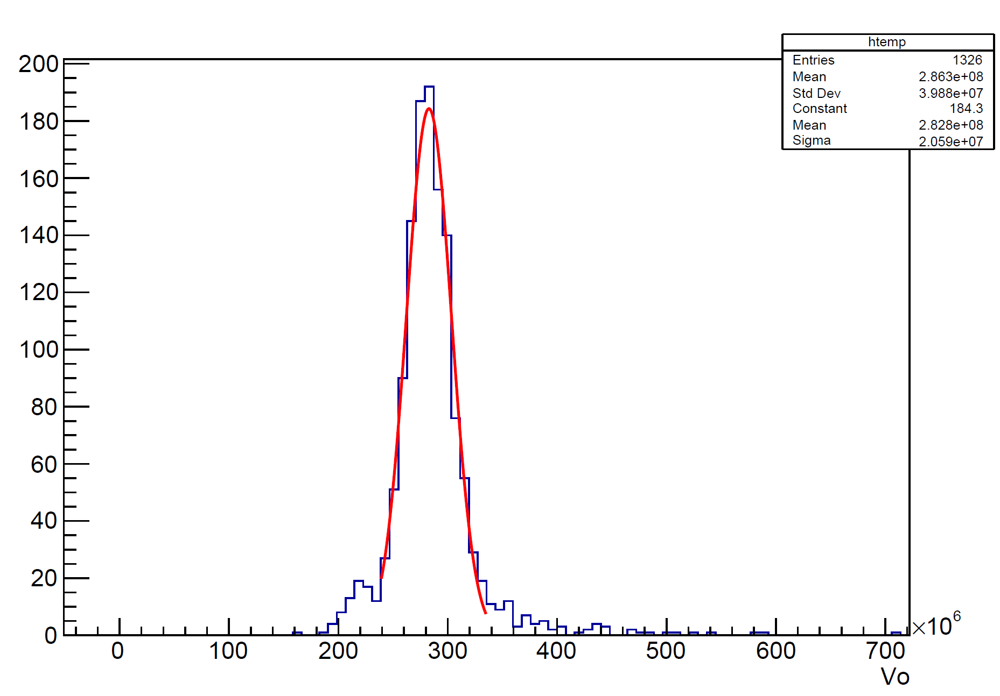 htemp
Entries 1326
Mean 2.863e+08
Std Dev 3.988e+07
Constant 184.3
Mean 2.828e+08
Sigma 2.059e+07
200
180
160
140
120
100
80
60
40
20
0
0 100 200 300 400 500 600 700 ×10⁶
Vo